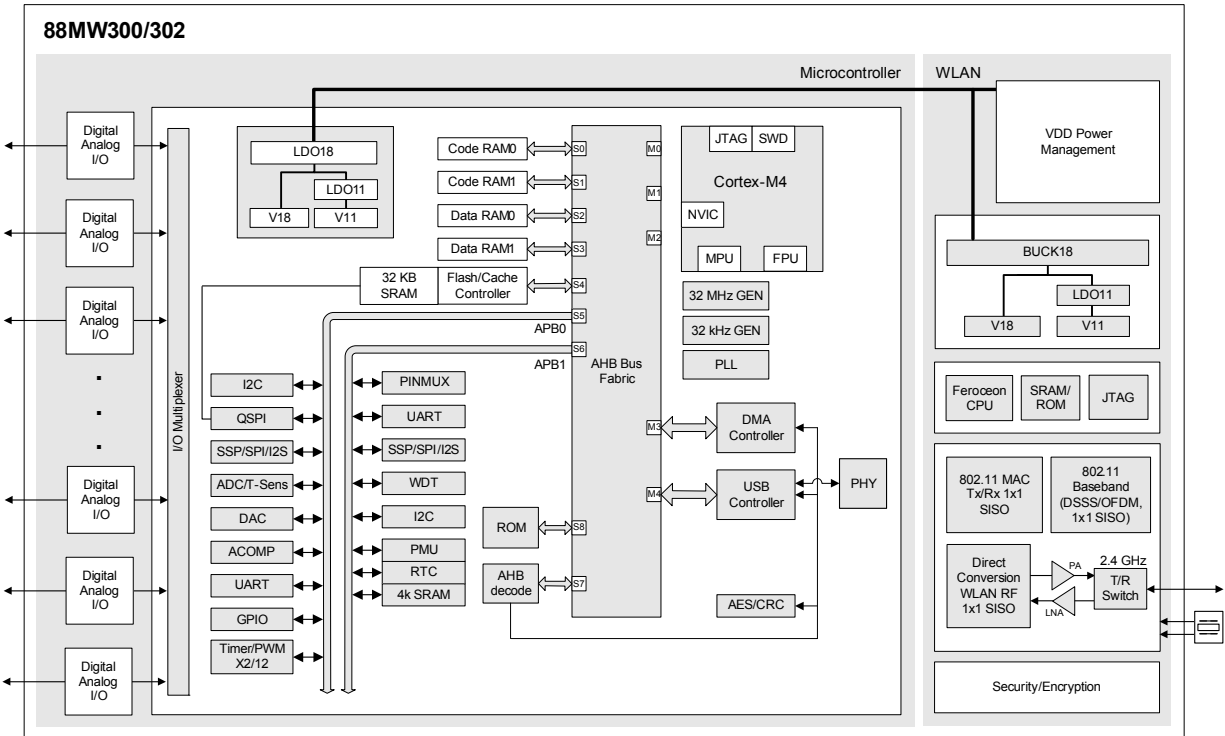 88MW300/302
Microcontroller
WLAN
Digital
Analog
I/O
Digital
Analog
I/O
Digital
Analog
I/O
Digital
Analog
I/O
Digital
Analog
I/O
Digital
Analog
I/O
I/O Multiplexer
LDO18
LDO11
V18
V11
Code RAM0
Code RAM1
Data RAM0
Data RAM1
32 KB
SRAM
Flash/Cache
Controller
APB0
APB1
S0
S1
S2
S3
S4
S5
S6
S8
S7
M0
M1
M2
M3
M4
AHB Bus
Fabric
JTAG
SWD
Cortex-M4
NVIC
MPU
FPU
32 MHz GEN
32 kHz GEN
PLL
I2C
QSPI
SSP/SPI/I2S
ADC/T-Sens
DAC
ACOMP
UART
GPIO
Timer/PWM
X2/12
PINMUX
UART
SSP/SPI/I2S
WDT
I2C
PMU
RTC
4k SRAM
ROM
AHB
decode
DMA
Controller
USB
Controller
PHY
AES/CRC
VDD Power
Management
BUCK18
LDO11
V18
V11
Feroceon
CPU
SRAM/
ROM
JTAG
802.11 MAC
Tx/Rx 1x1
SISO
802.11
Baseband
(DSSS/OFDM,
1x1 SISO)
Direct
Conversion
WLAN RF
1x1 SISO
PA
LNA
2.4 GHz
T/R
Switch
Security/Encryption